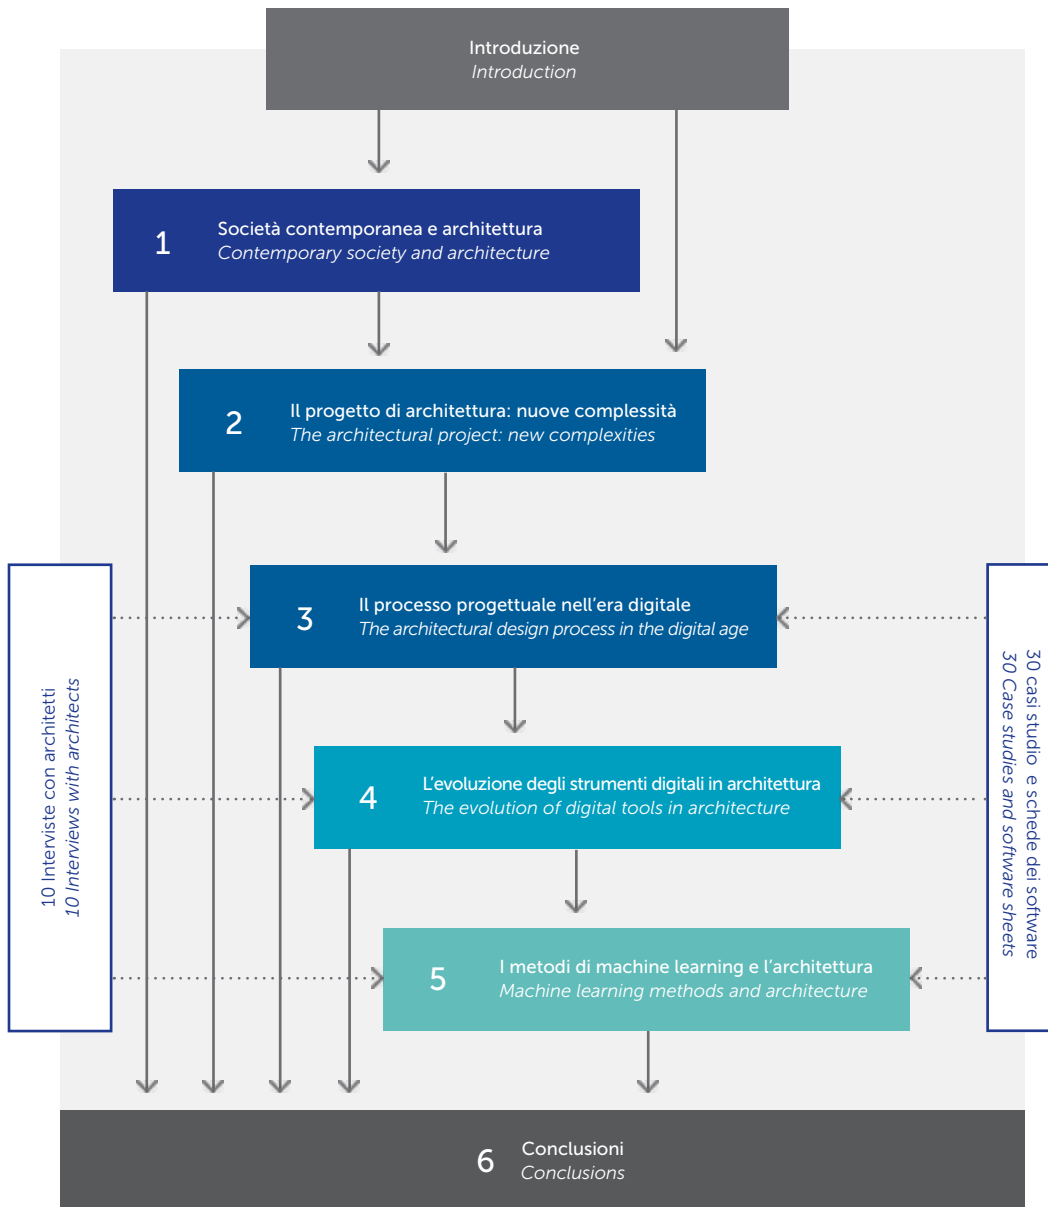 Introduzione
Introduction
1
Società contemporanea e architettura
Contemporary society and architecture
2
Il progetto di architettura: nuove complessità
The architectural project: new complexities
3
Il processo progettuale nell'era digitale
The architectural design process in the digital age
10 Interviste con architetti
10 Interviews with architects
30 casi studio e schede dei software
30 Case studies and software sheets
4
L'evoluzione degli strumenti digitali in architettura
The evolution of digital tools in architecture
5
I metodi di machine learning e l'architettura
Machine learning methods and architecture
6
Conclusioni
Conclusions